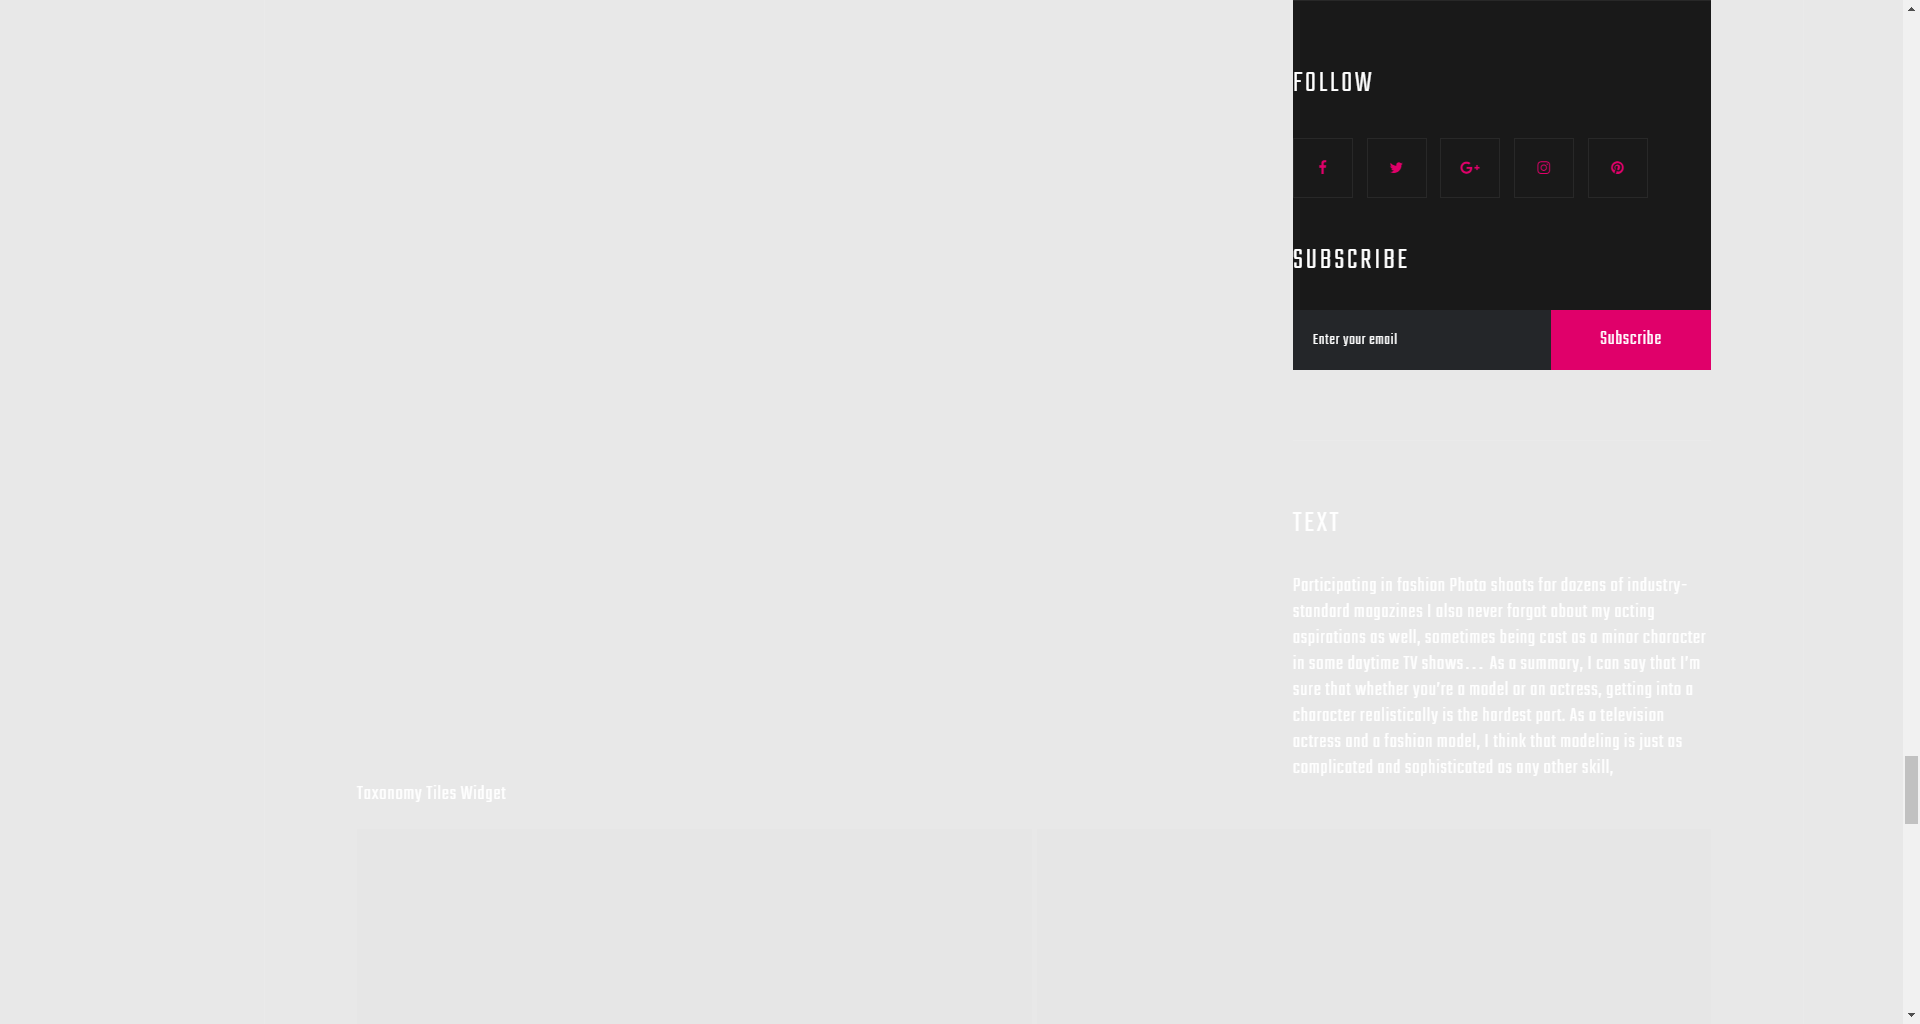 FOLLOW
SUBSCRIBE
Enter your email
Subscribe
TEXT
Participating in fashion Photo shoots for dozens of industry-
standard magazines I also never forgot about my acting
aspirations as well, sometimes being cast as a minor character
in some daytime TV shows… As a summary, I can say that I'm
sure that whether you're a model or an actress, getting into a
character realistically is the hardest part. As a television
actress and a fashion model, I think that modeling is just as
complicated and sophisticated as any other skill,
Taxonomy Tiles Widget